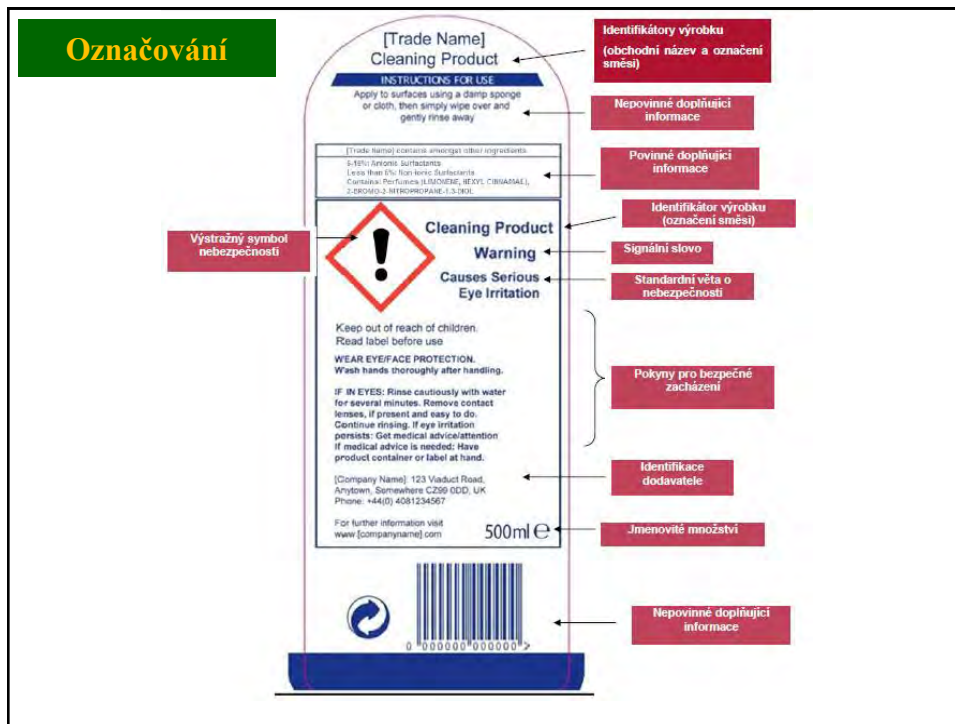 Označování
[Trade Name]
Cleaning Product
INSTRUCTIONS FOR USE
Apply to surfaces using a damp sponge
or cloth, then simply wipe over and
gently rinse away
[Trade Name] contains amongst other ingredients
5-15% Anionic Surfactants
Less than 5% Non-ionic Surfactants
Contains: Perfumes (LIMONENE, HEXYL CINNAMAL),
2-BROMO-2-NITROPROPANE-1,3-DIOL
Cleaning Product
Warning
Causes Serious
Eye Irritation
Keep out of reach of children.
Read label before use
WEAR EYE/FACE PROTECTION.
Wash hands thoroughly after handling.
IF IN EYES: Rinse cautiously with water
for several minutes. Remove contact
lenses, if present and easy to do.
Continue rinsing. If eye irritation
persists: Get medical advice/attention
If medical advice is needed: Have
product container or label at hand.
[Company Name]: 123 Viaduct Road,
Anytown, Somewhere CZ99 0DD, UK
Phone: +44(0) 4081234567
For further information visit
www.[companyname].com
500ml ℮
0 000000 000000 >
Identifikátory výrobku
(obchodní název a označení
směsi)
Nepovinné doplňující
informace
Povinné doplňující
informace
Identifikátor výrobku
(označení směsi)
Výstražný symbol
nebezpečnosti
Signální slovo
Standardní věta o
nebezpečnosti
Pokyny pro bezpečné
zacházení
Identifikace
dodavatele
Jmenovité množství
Nepovinné doplňující
informace